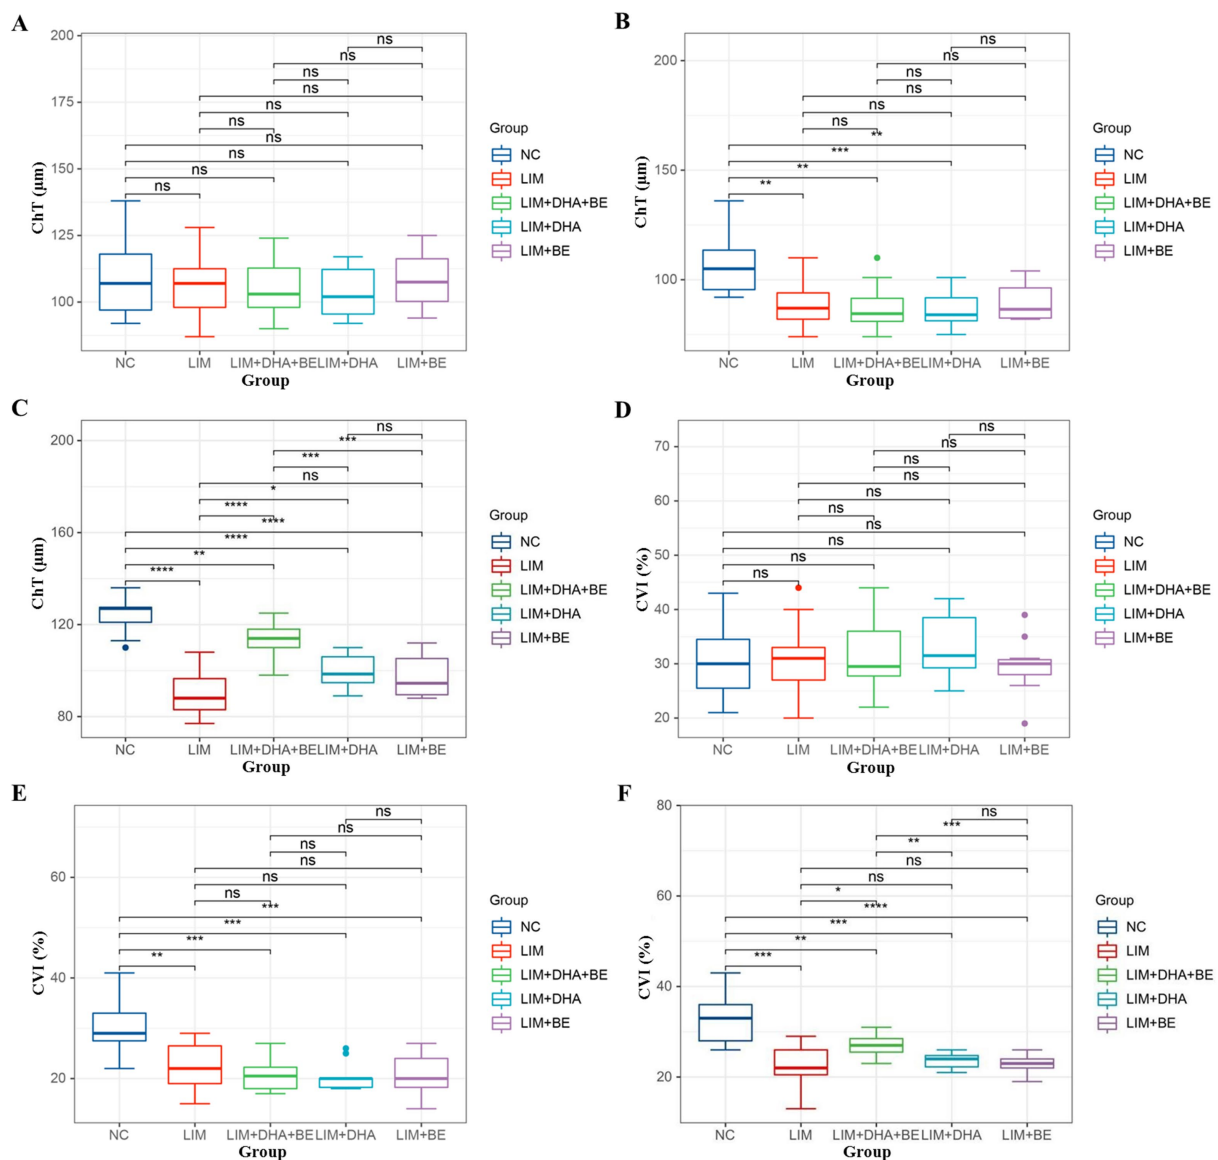 A
200
175
150
125
100
ChT (μm)
ns
ns
ns
ns
ns
ns
ns
ns
ns
ns
NC
LIM
LIM+DHA+BE
LIM+DHA
LIM+BE
Group
Group
NC
LIM
LIM+DHA+BE
LIM+DHA
LIM+BE
B
200
150
100
ChT (μm)
ns
ns
ns
ns
ns
ns
**
***
**
**
NC
LIM
LIM+DHA+BE
LIM+DHA
LIM+BE
Group
Group
NC
LIM
LIM+DHA+BE
LIM+DHA
LIM+BE
C
200
160
120
80
ChT (μm)
ns
***
***
ns
*
****
****
****
**
****
NC
LIM
LIM+DHA+BE
LIM+DHA
LIM+BE
Group
Group
NC
LIM
LIM+DHA+BE
LIM+DHA
LIM+BE
D
70
60
50
40
30
20
CVI (%)
ns
ns
ns
ns
ns
ns
ns
ns
ns
ns
NC
LIM
LIM+DHA+BE
LIM+DHA
LIM+BE
Group
Group
NC
LIM
LIM+DHA+BE
LIM+DHA
LIM+BE
E
60
40
20
CVI (%)
ns
ns
ns
ns
ns
ns
***
***
***
**
NC
LIM
LIM+DHA+BE
LIM+DHA
LIM+BE
Group
Group
NC
LIM
LIM+DHA+BE
LIM+DHA
LIM+BE
F
80
60
40
20
CVI (%)
ns
***
**
ns
ns
*
****
***
**
***
NC
LIM
LIM+DHA+BE
LIM+DHA
LIM+BE
Group
Group
NC
LIM
LIM+DHA+BE
LIM+DHA
LIM+BE